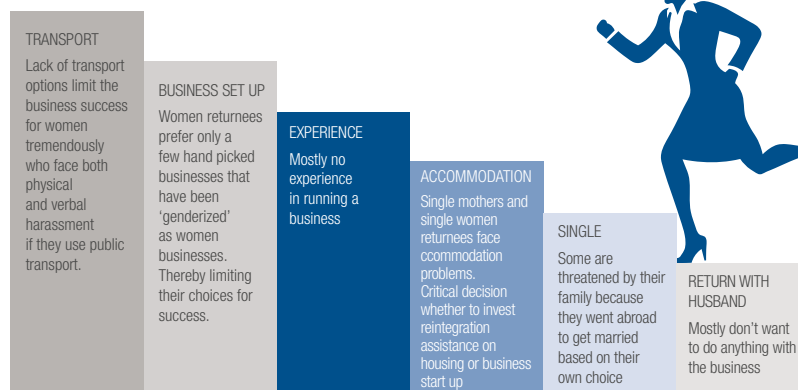 TRANSPORT
Lack of transport
options limit the
business success
for women
tremendously
who face both
physical
and verbal
harassment
if they use public
transport.
BUSINESS SET UP
Women returnees
prefer only a
few hand picked
businesses that
have been
‘genderized’
as women
businesses.
Thereby limiting
their choices for
success.
EXPERIENCE
Mostly no
experience
in running a
business
ACCOMMODATION
Single mothers and
single women
returnees face
ccommodation
problems.
Critical decision
whether to invest
reintegration
assistance on
housing or business
start up
SINGLE
Some are
threatened by their
family because
they went abroad
to get married
based on their
own choice
RETURN WITH
HUSBAND
Mostly don’t want
to do anything with
the business